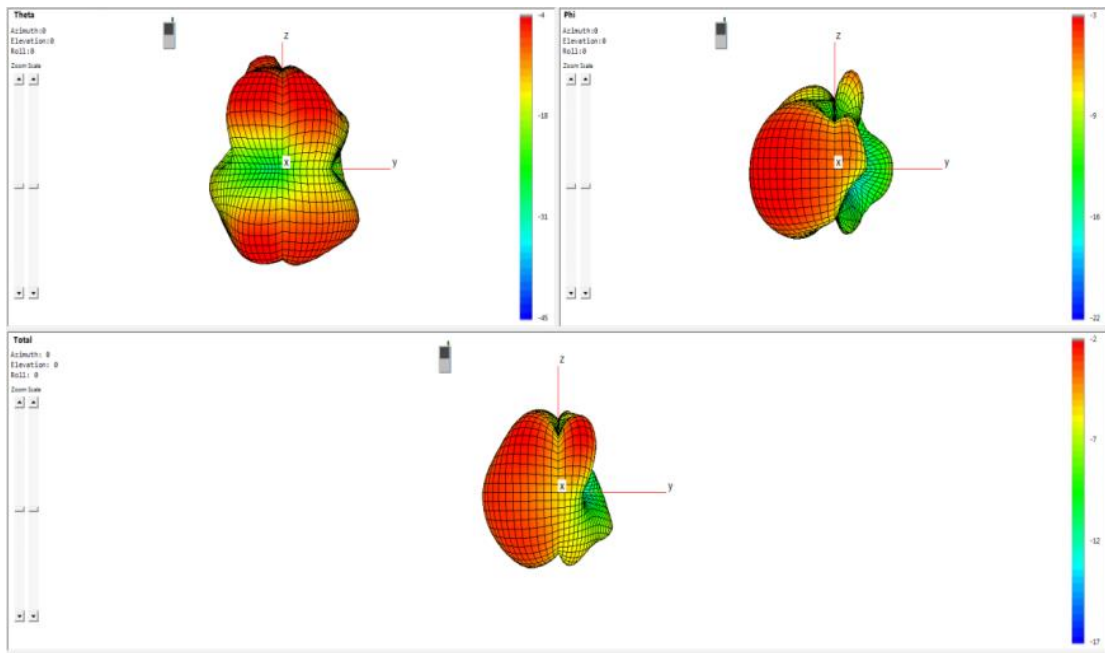 Theta
Azimuth:0
Elevation:0
Roll:0
Zoom Scale
Z
X
y
-4
-18
-31
-45
Phi
Azimuth:0
Elevation:0
Roll:0
Zoom Scale
Z
X
y
-3
-9
-16
-22
Total
Azimuth: 0
Elevation: 0
Roll: 0
Zoom Scale
Z
X
y
-2
-7
-12
-17